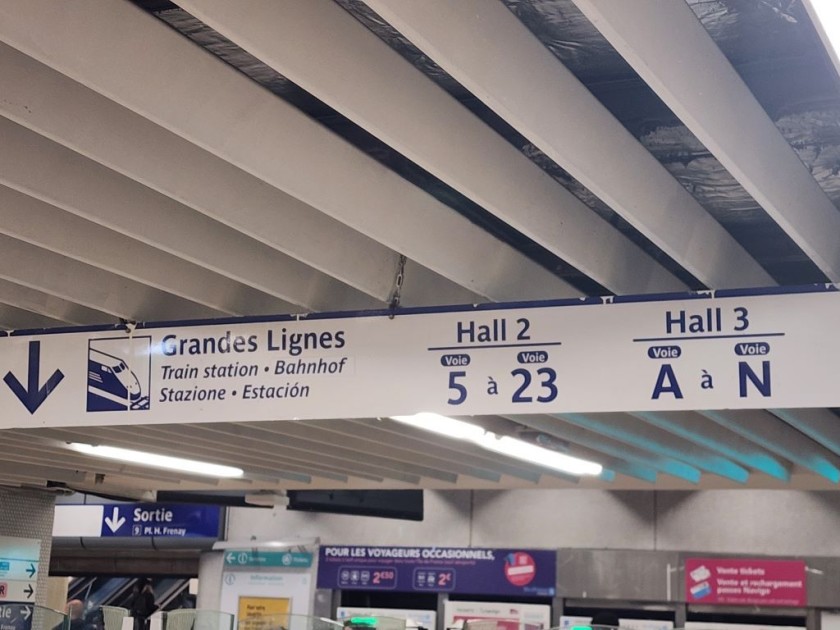 Grandes Lignes
Train station • Bahnhof
Stazione • Estación
Hall 2
Voie Voie
5 à 23
Hall 3
Voie Voie
A à N
Sortie
9 Pl. H. Frenay
Information
POUR LES VOYAGEURS OCCASIONNELS,
2€50
2€
Vente tickets
Vente et rechargement
passes Navigo